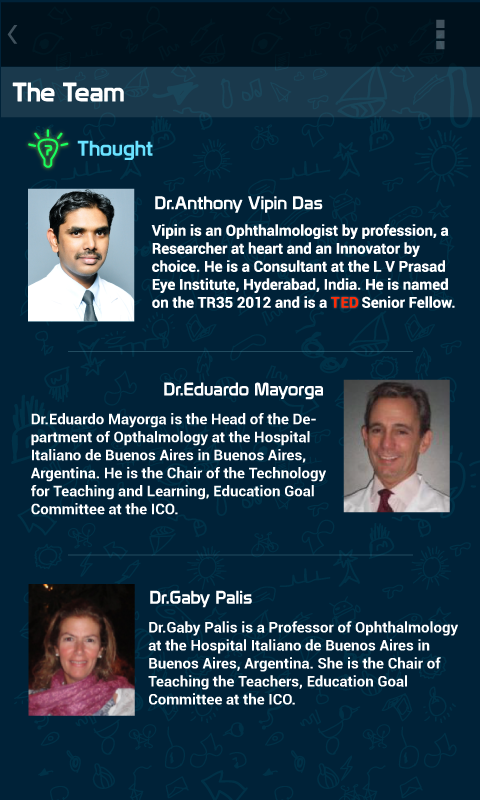 The Team
Thought
Dr.Anthony Vipin Das
Vipin is an Ophthalmologist by profession, a
Researcher at heart and an Innovator by
choice. He is a Consultant at the L V Prasad
Eye Institute, Hyderabad, India. He is named
on the TR35 2012 and is a TED Senior Fellow.
Dr.Eduardo Mayorga
Dr.Eduardo Mayorga is the Head of the De-
partment of Opthalmology at the Hospital
Italiano de Buenos Aires in Buenos Aires,
Argentina. He is the Chair of the Technology
for Teaching and Learning, Education Goal
Committee at the ICO.
Dr.Gaby Palis
Dr.Gaby Palis is a Professor of Ophthalmology
at the Hospital Italiano de Buenos Aires in
Buenos Aires, Argentina. She is the Chair of
Teaching the Teachers, Education Goal
Committee at the ICO.